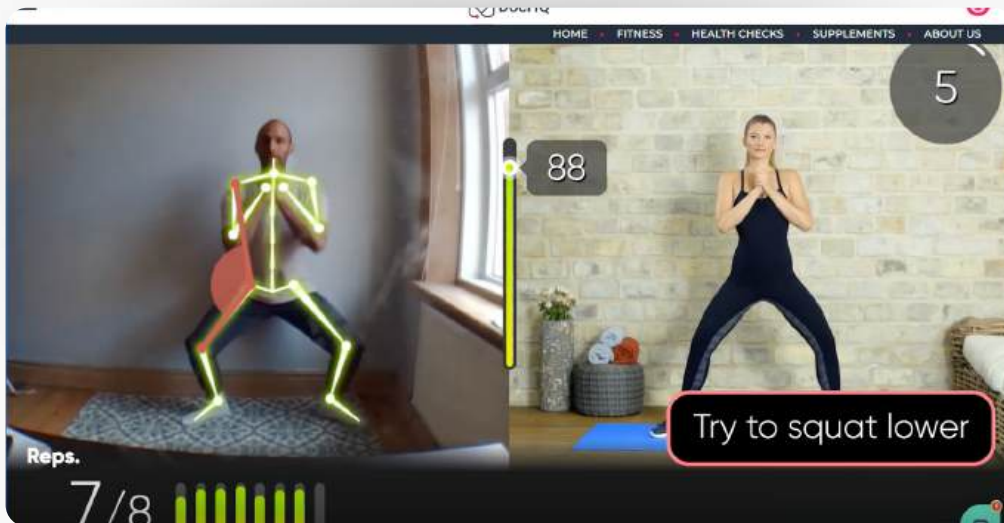 HOME • FITNESS • HEALTH CHECKS • SUPPLEMENTS • ABOUT US
5
88
Try to squat lower
Reps.
7/8